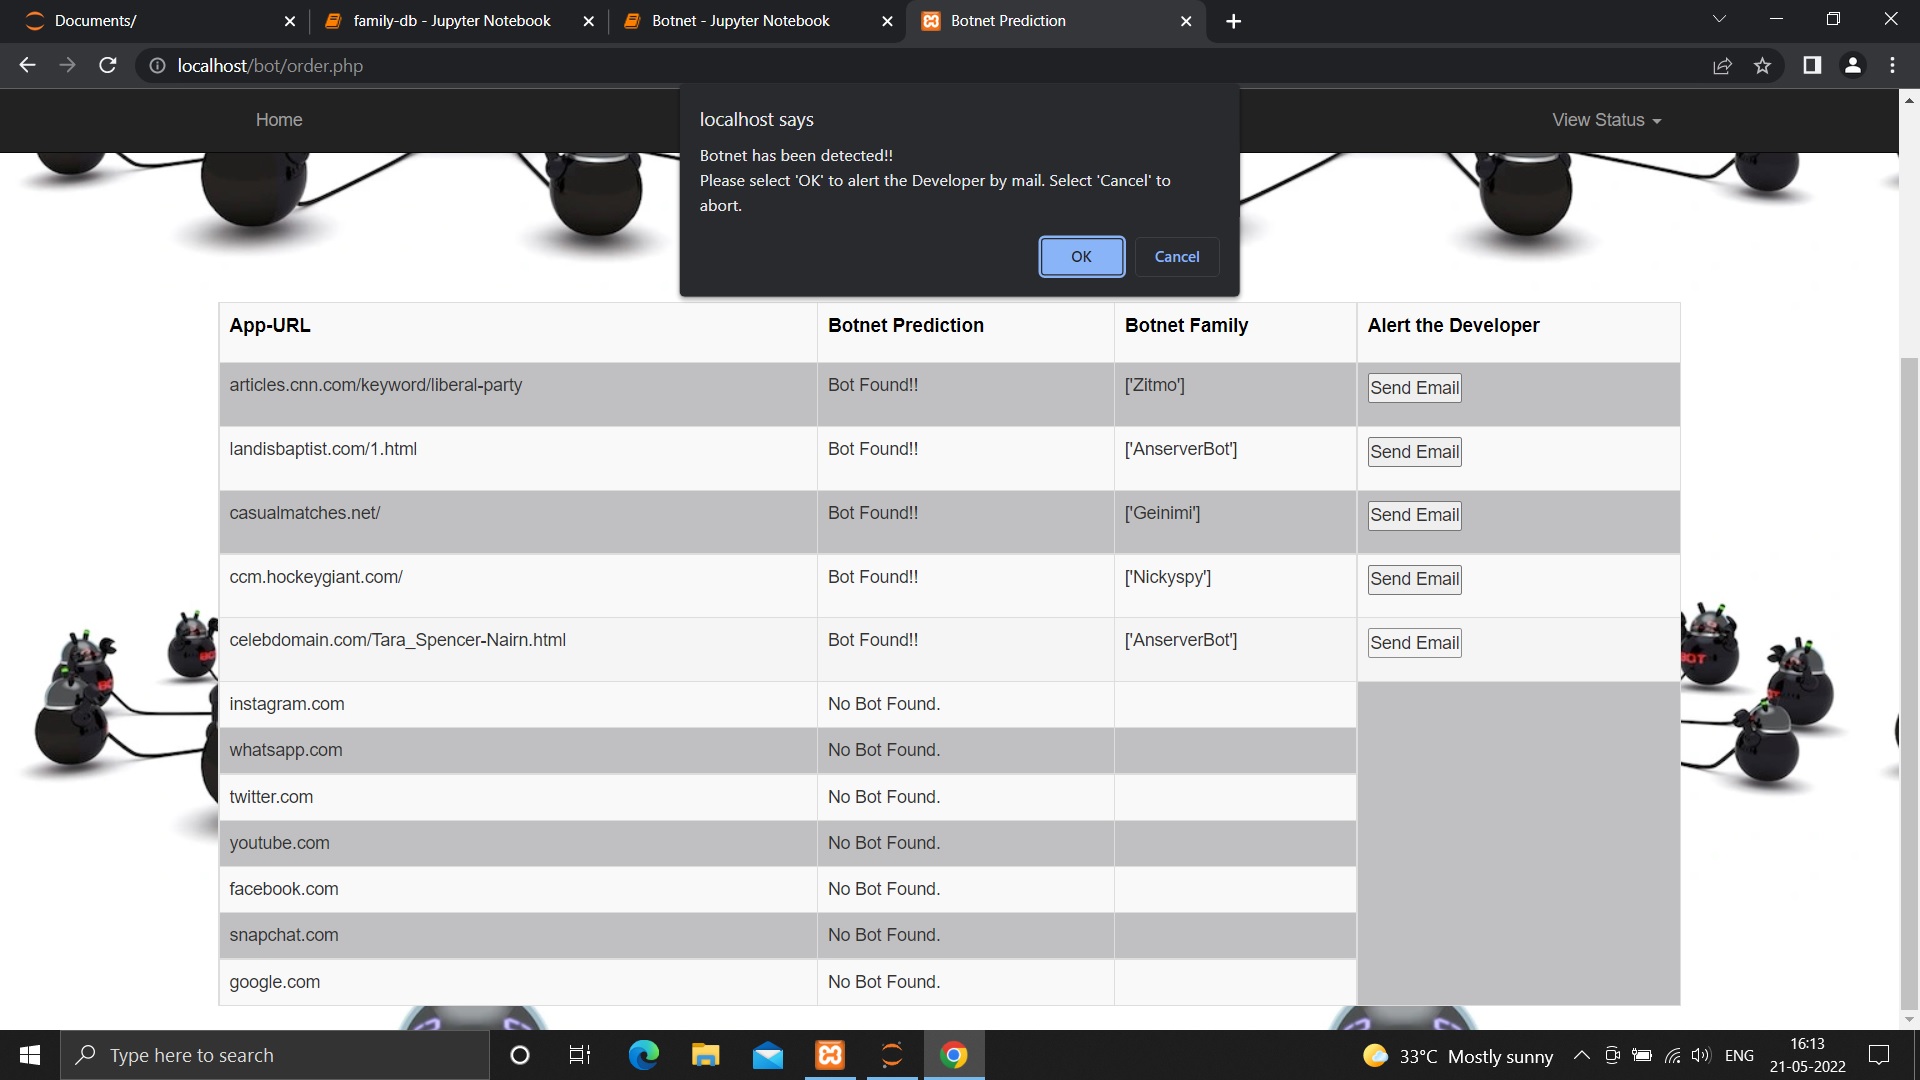 Documents/
family-db - Jupyter Notebook
Botnet - Jupyter Notebook
Botnet Prediction
localhost/bot/order.php
Home
View Status
localhost says
Botnet has been detected!!
Please select 'OK' to alert the Developer by mail. Select 'Cancel' to
abort.
OK Cancel
App-URL Botnet Prediction Botnet Family Alert the Developer
articles.cnn.com/keyword/liberal-party Bot Found!! ['Zitmo'] Send Email
landisbaptist.com/1.html Bot Found!! ['AnserverBot'] Send Email
casualmatches.net/ Bot Found!! ['Geinimi'] Send Email
ccm.hockeygiant.com/ Bot Found!! ['Nickyspy'] Send Email
celebdomain.com/Tara_Spencer-Nairn.html Bot Found!! ['AnserverBot'] Send Email
instagram.com No Bot Found.
whatsapp.com No Bot Found.
twitter.com No Bot Found.
youtube.com No Bot Found.
facebook.com No Bot Found.
snapchat.com No Bot Found.
google.com No Bot Found.
BOT
BOT
Type here to search
33°C Mostly sunny
ENG
16:13
21-05-2022